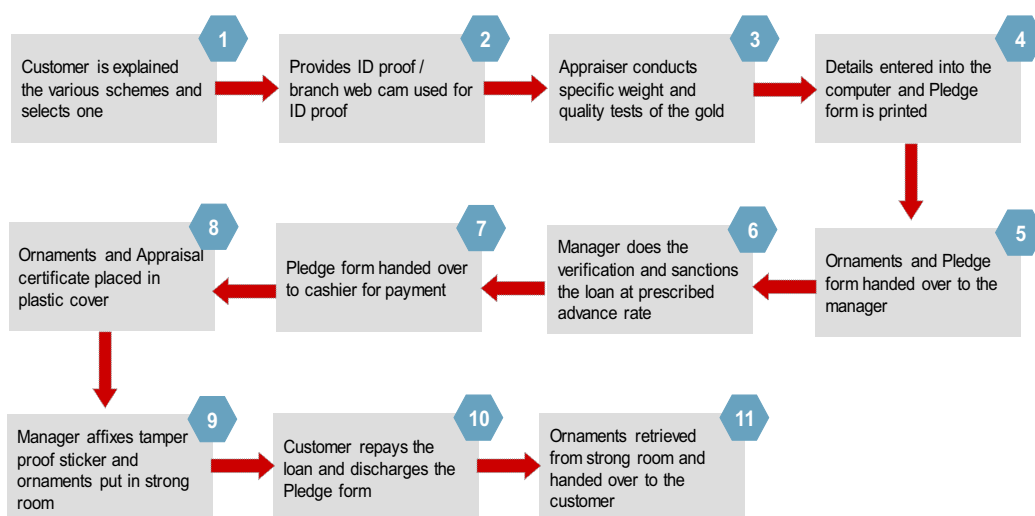 1
Customer is explained
the various schemes and
selects one
2
Provides ID proof /
branch web cam used for
ID proof
3
Appraiser conducts
specific weight and
quality tests of the gold
4
Details entered into the
computer and Pledge
form is printed
5
Ornaments and Pledge
form handed over to the
manager
6
Manager does the
verification and sanctions
the loan at prescribed
advance rate
7
Pledge form handed over
to cashier for payment
8
Ornaments and Appraisal
certificate placed in
plastic cover
9
Manager affixes tamper
proof sticker and
ornaments put in strong
room
10
Customer repays the
loan and discharges the
Pledge form
11
Ornaments retrieved
from strong room and
handed over to the
customer